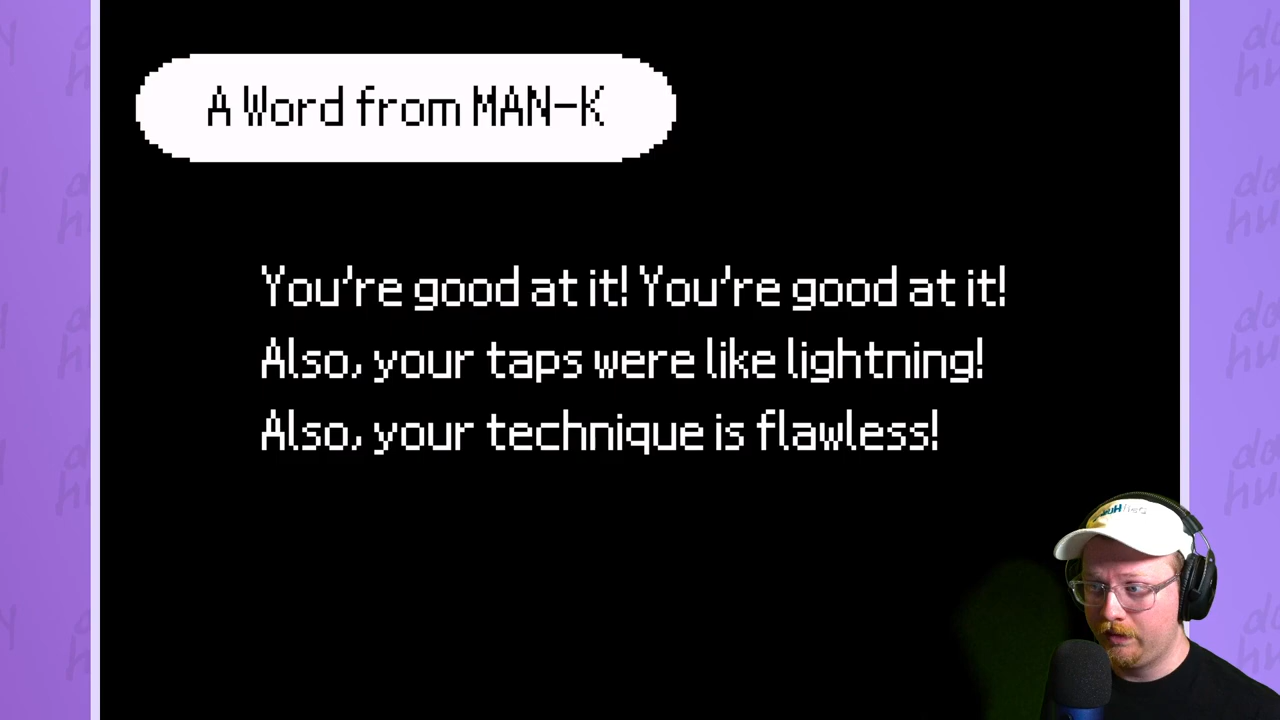 A Word from MAN-K
You're good at it! You're good at it!
Also, your taps were like lightning!
Also, your technique is flawless!